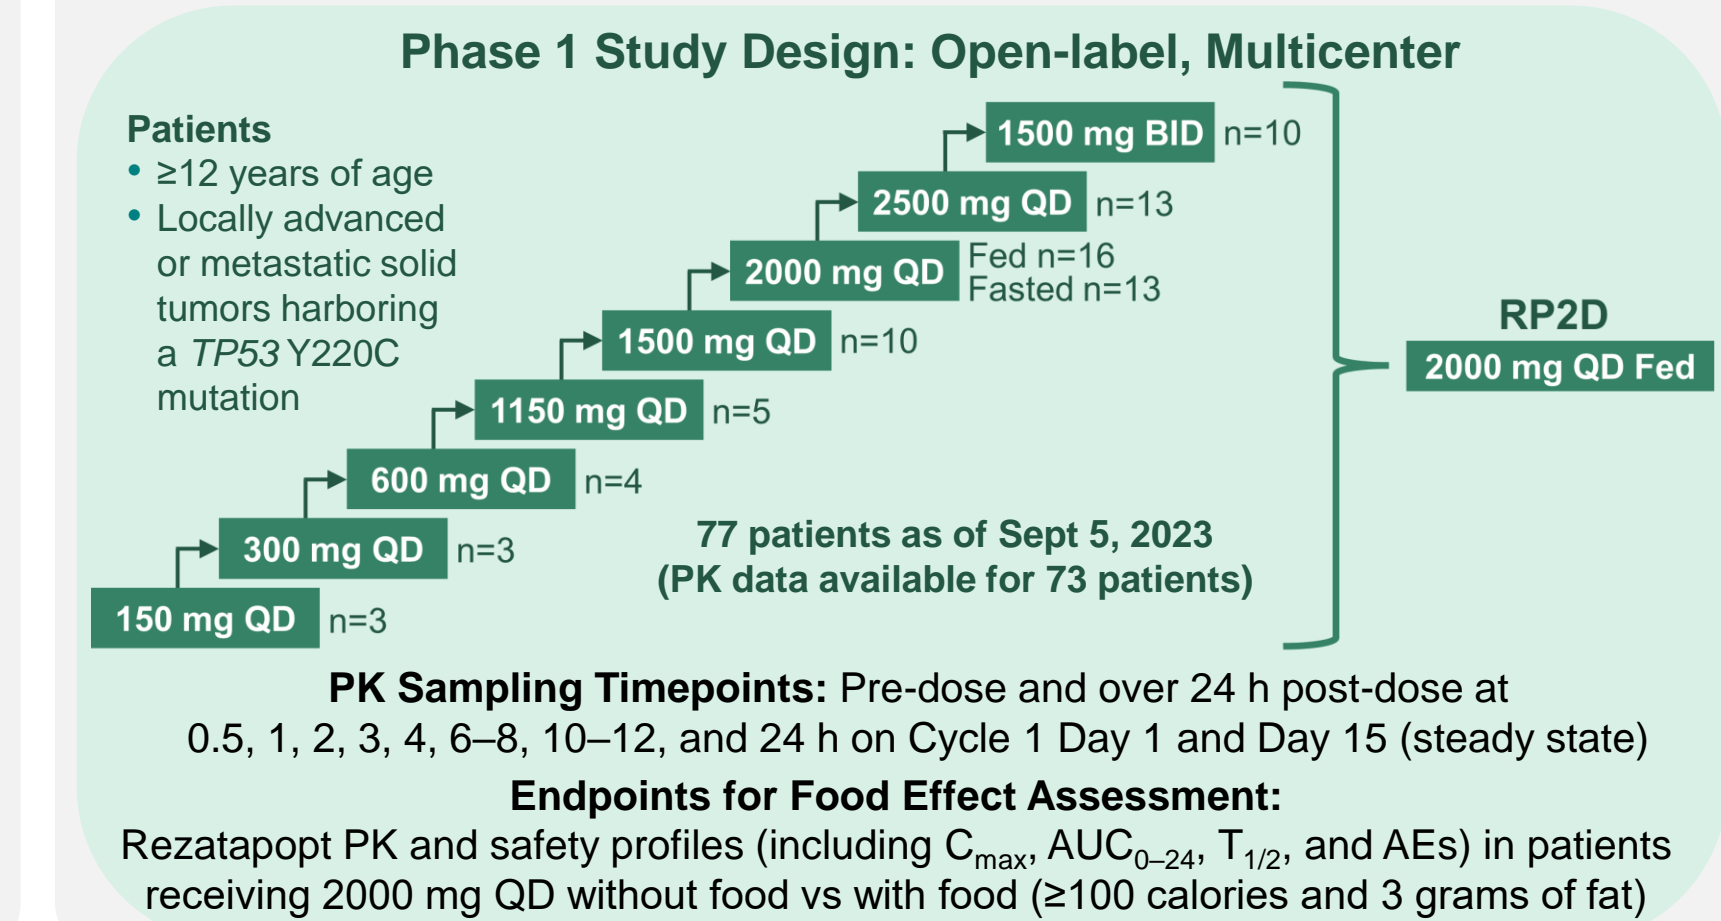 Phase 1 Study Design: Open-label, Multicenter
Patients
• ≥12 years of age
• Locally advanced
or metastatic solid
tumors harboring
a TP53 Y220C
mutation
1500 mg BID n=10
2500 mg QD n=13
2000 mg QD Fed n=16
Fasted n=13
1500 mg QD n=10
1150 mg QD n=5
600 mg QD n=4
300 mg QD n=3
150 mg QD n=3
77 patients as of Sept 5, 2023
(PK data available for 73 patients)
RP2D
2000 mg QD Fed
PK Sampling Timepoints: Pre-dose and over 24 h post-dose at
0.5, 1, 2, 3, 4, 6–8, 10–12, and 24 h on Cycle 1 Day 1 and Day 15 (steady state)
Endpoints for Food Effect Assessment:
Rezatapopt PK and safety profiles (including Cmax, AUC0–24, T1/2, and AEs) in patients
receiving 2000 mg QD without food vs with food (≥100 calories and 3 grams of fat)